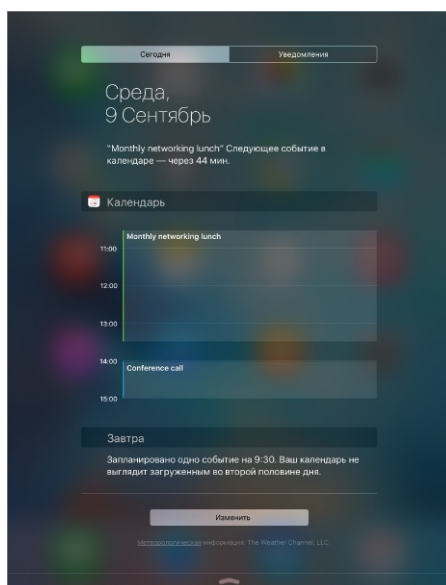 Сегодня
Уведомления
Среда,
9 Сентябрь
“Monthly networking lunch” Следующее событие в
календаре — через 44 мин.
Календарь
Monthly networking lunch
11:00
12:00
13:00
14:00
Conference call
15:00
Завтра
Запланировано одно событие на 9:30. Ваш календарь не
выглядит загруженным во второй половине дня.
Изменить
Метеорологическая информация. The Weather Channel, LLC.